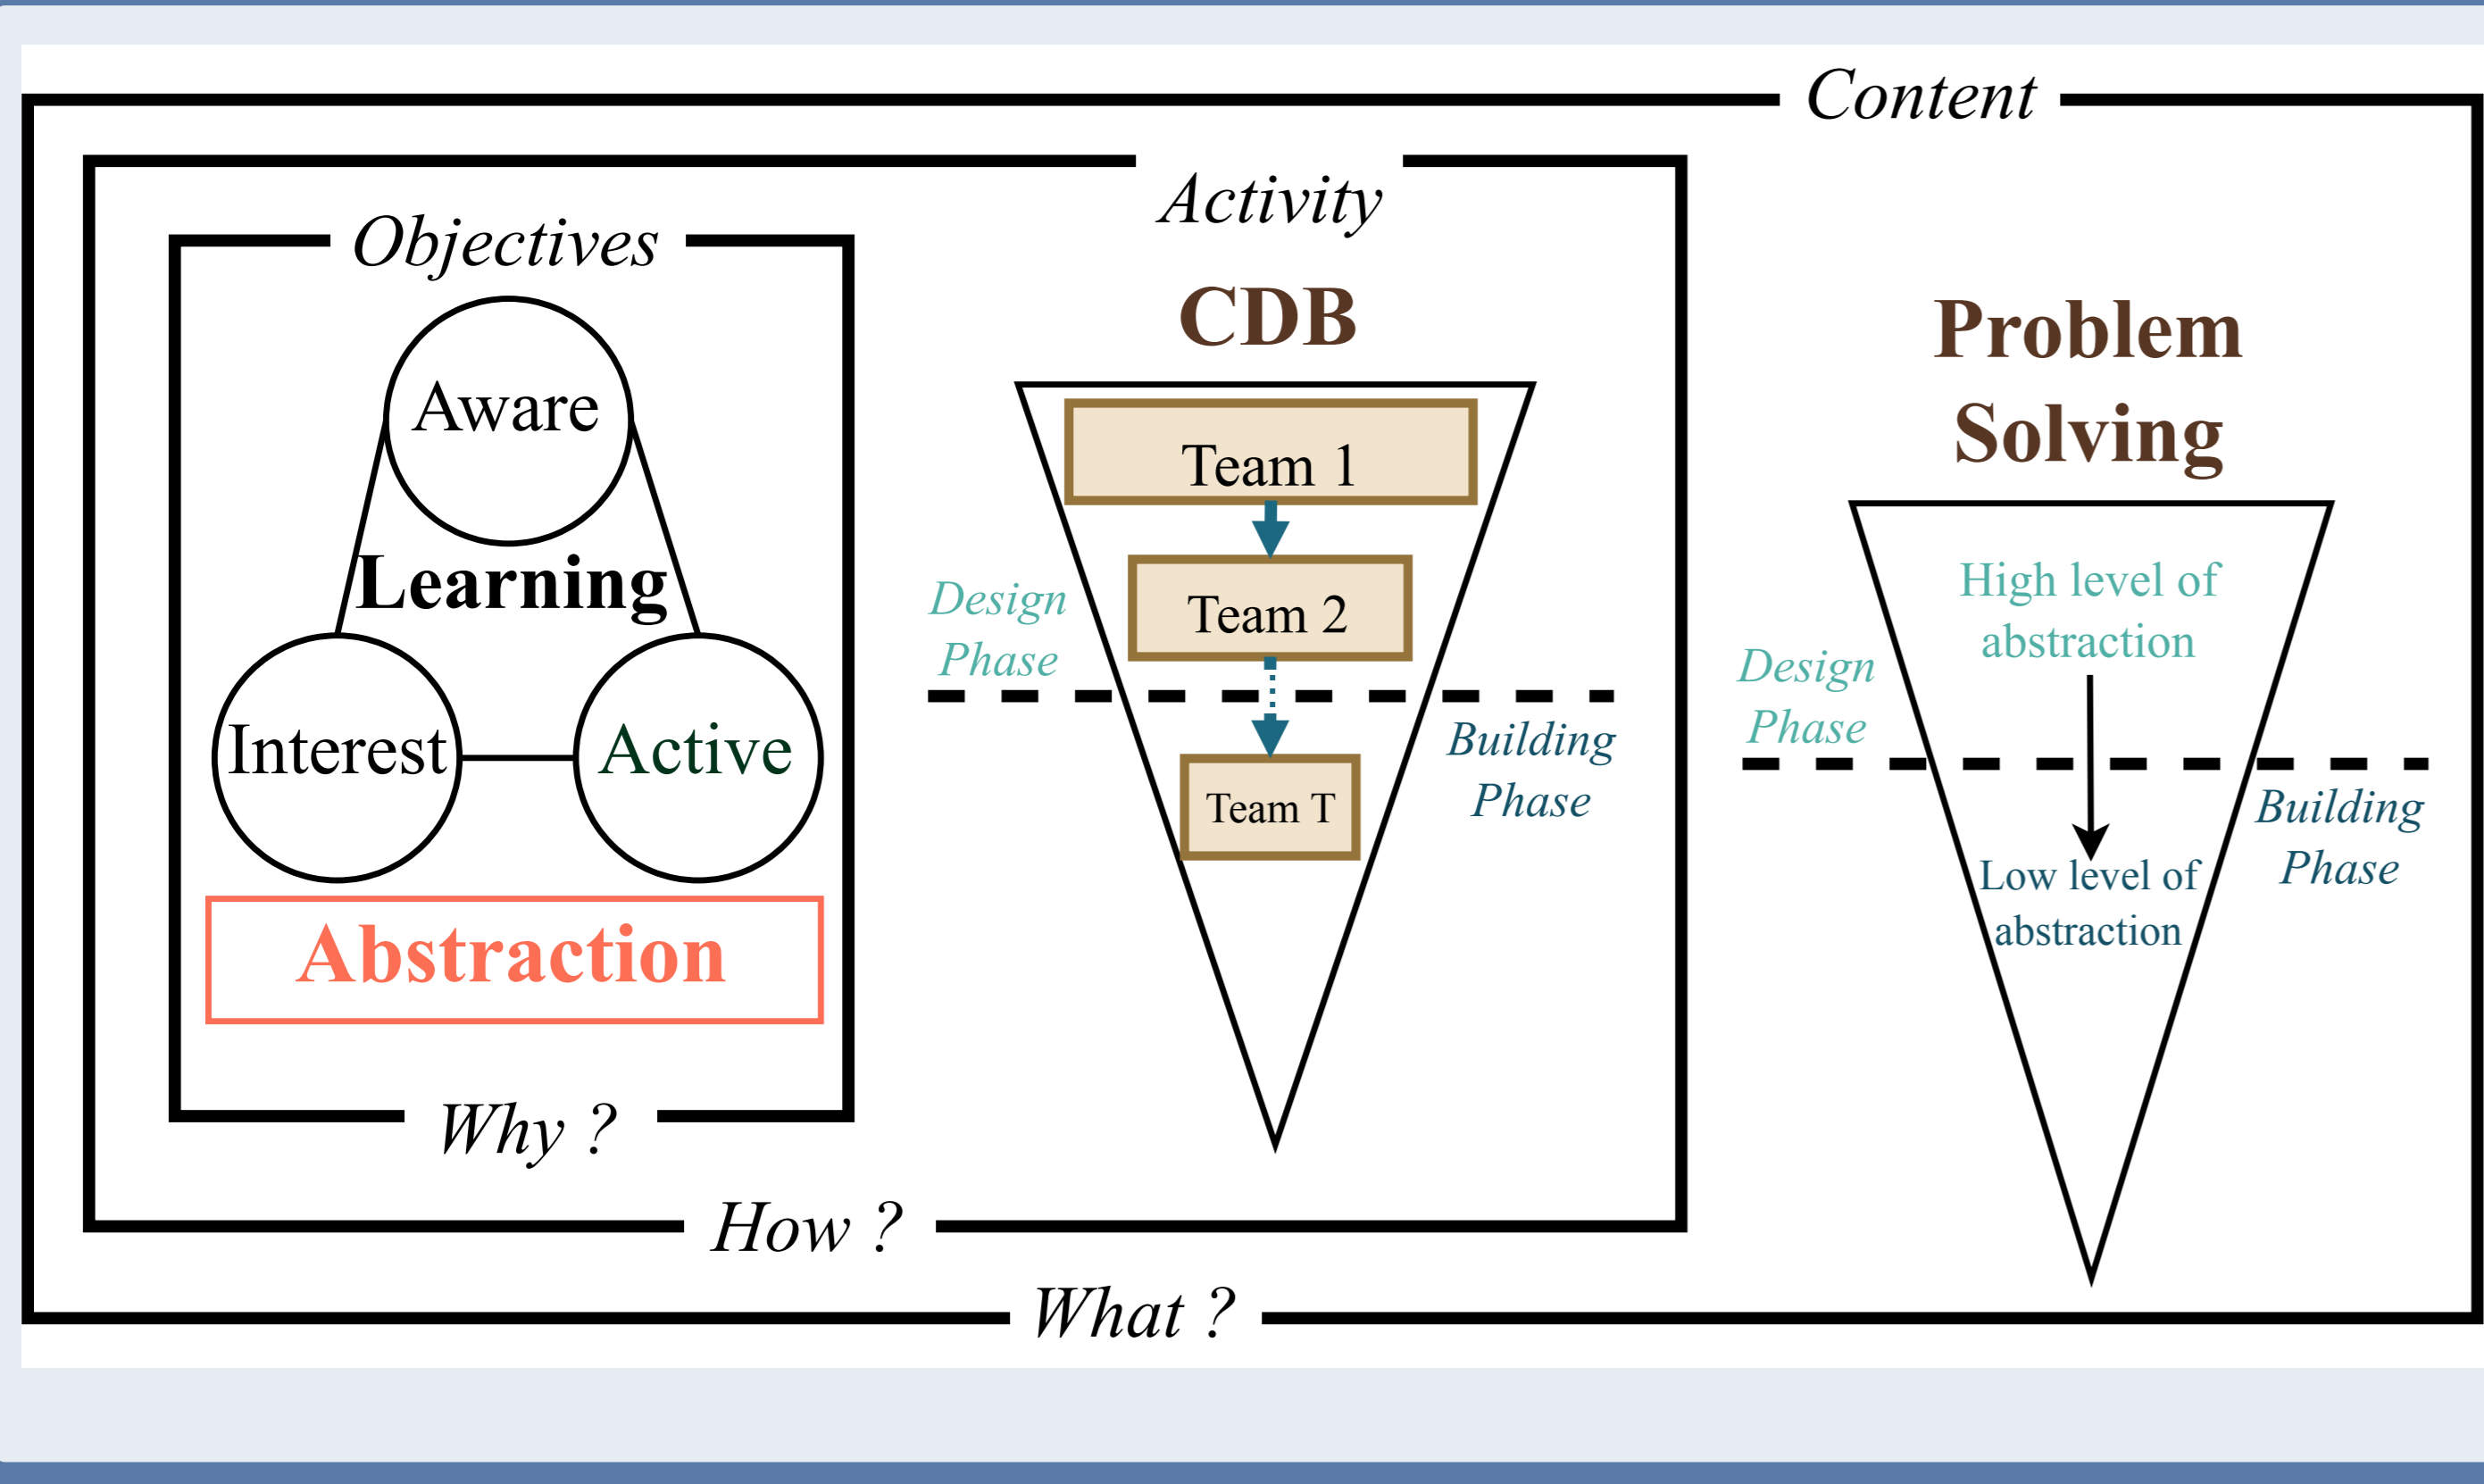 Content
Activity
Objectives
Aware
Learning
Interest
Active
Abstraction
Why ?
CDB
Team 1
Team 2
Design
Phase
Building
Phase
Team T
How ?
Problem
Solving
High level of
abstraction
Design
Phase
Building
Phase
Low level of
abstraction
What ?